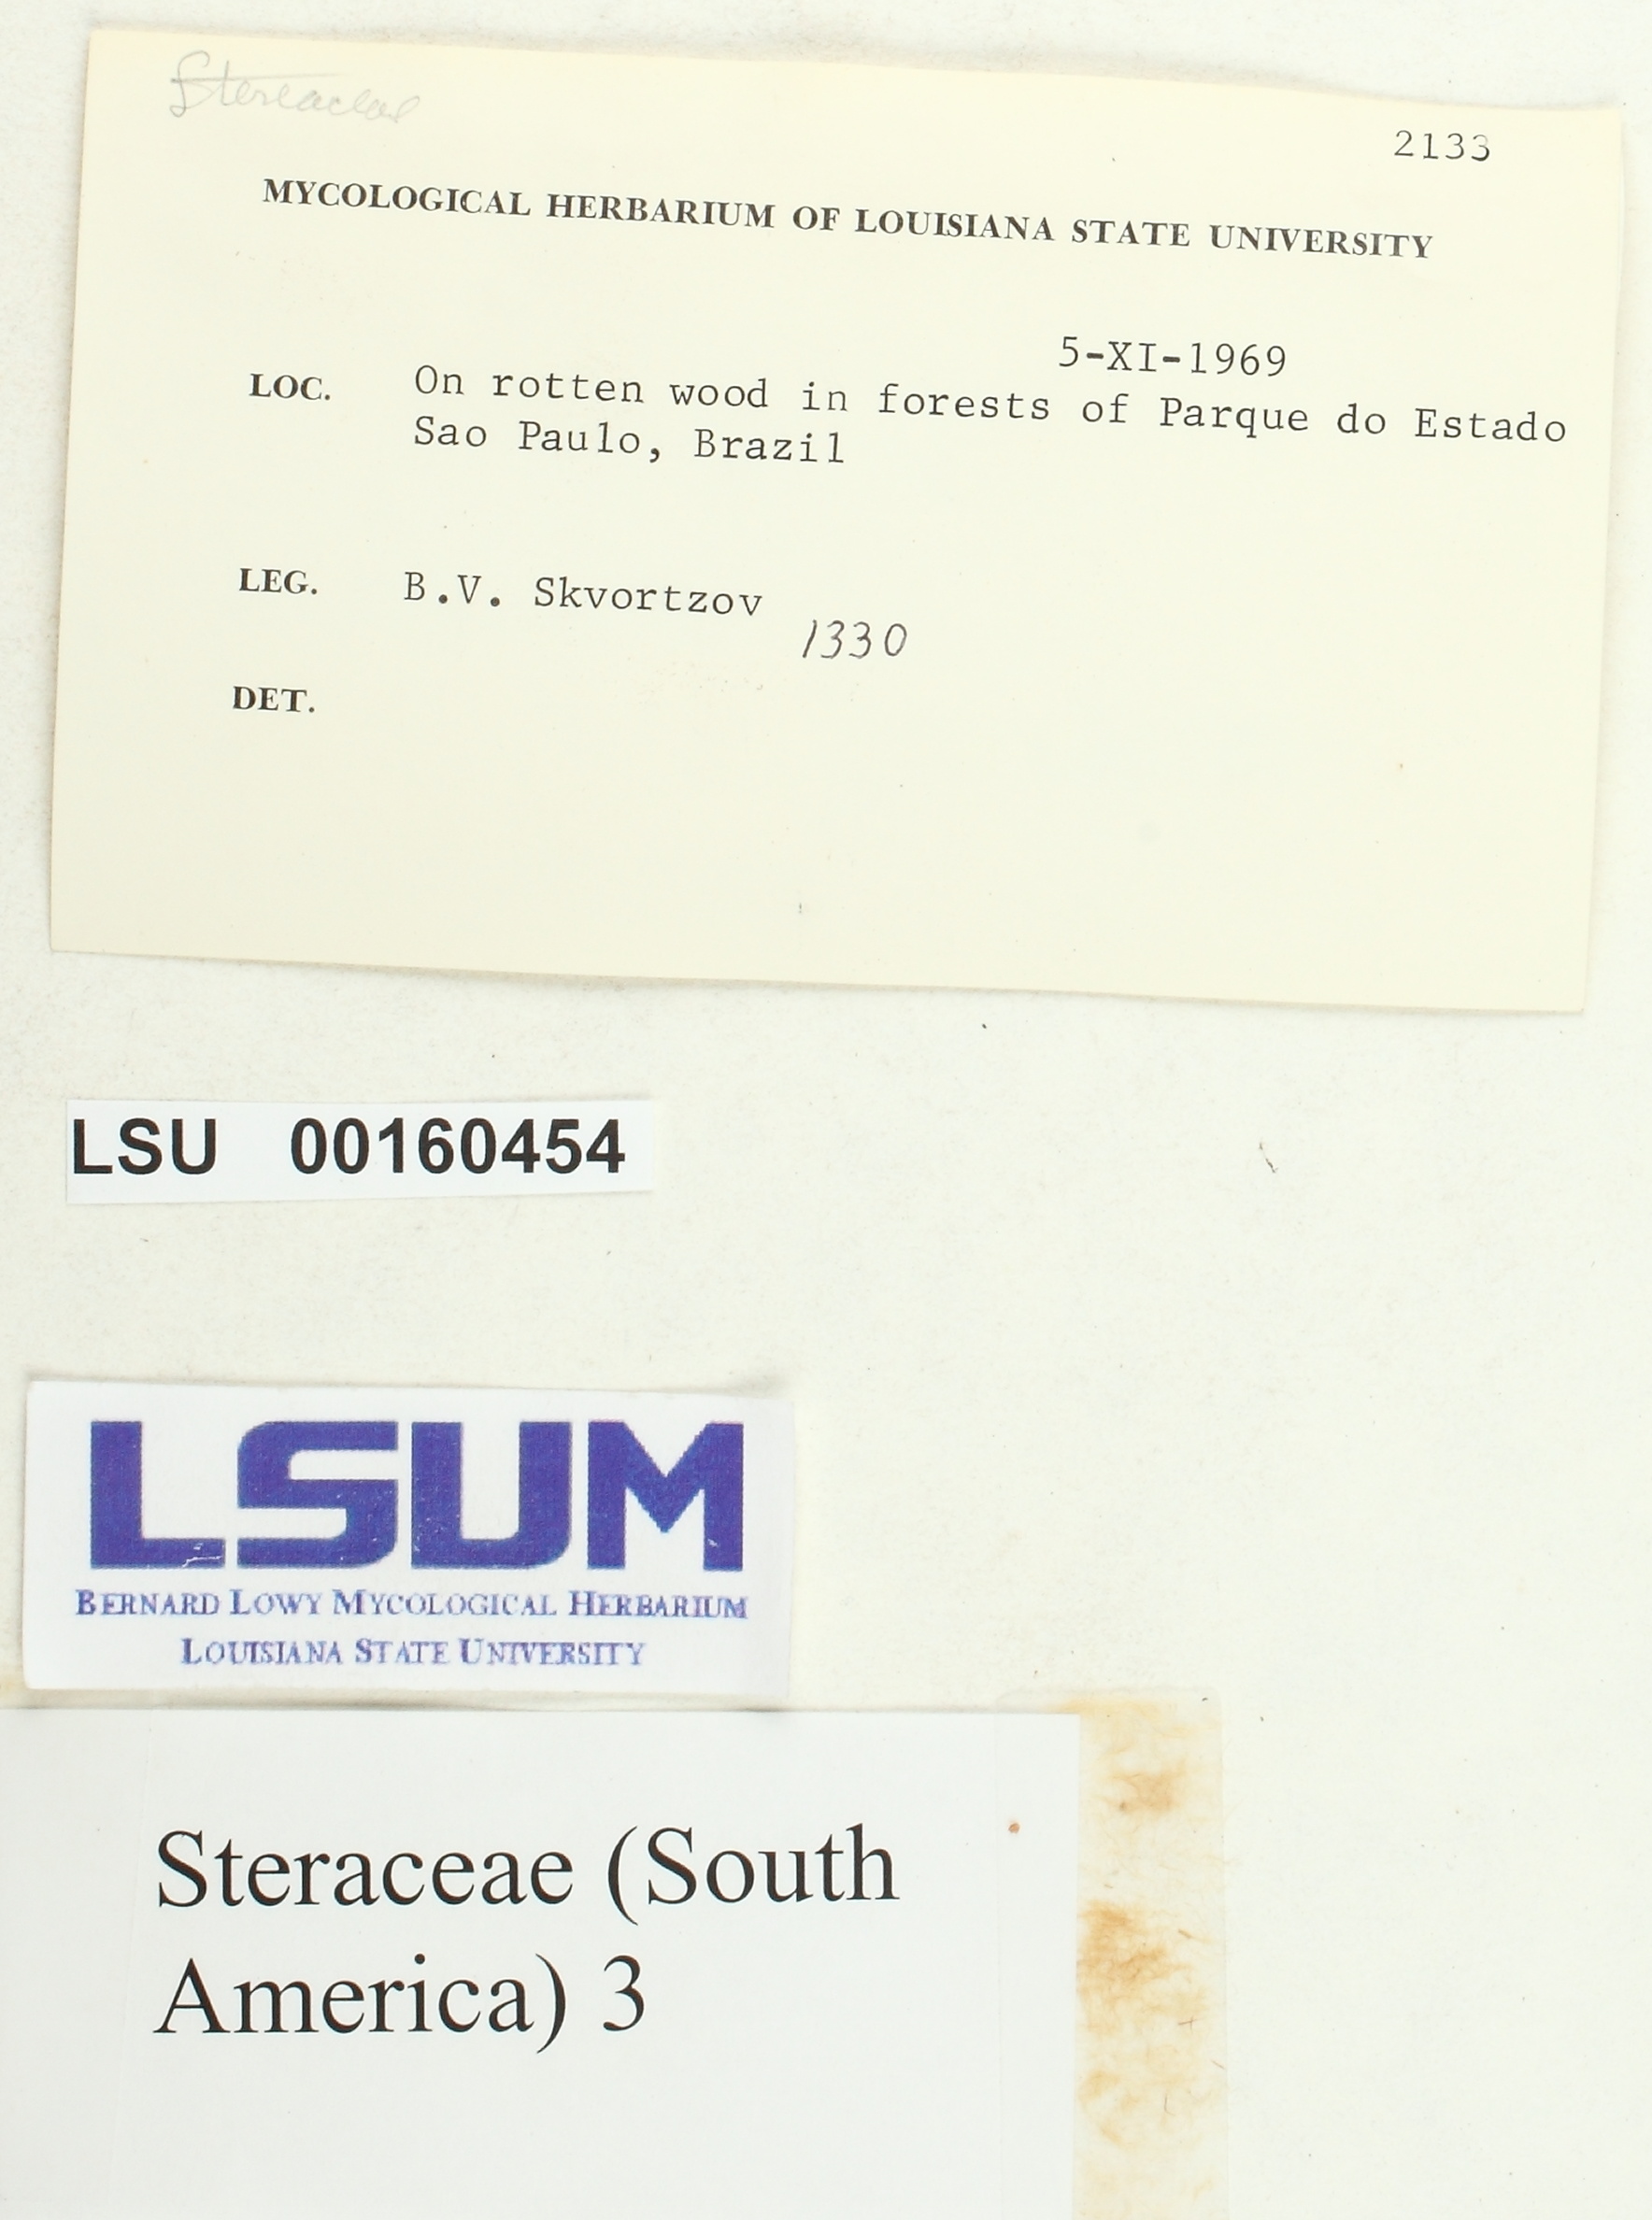 Stereaceae
2133
MYCOLOGICAL HERBARIUM OF LOUISIANA STATE UNIVERSITY
5-XI-1969
LOC. On rotten wood in forests of Parque do Estado
Sao Paulo, Brazil
LEG. B.V. Skvortzov
1330
DET.
LSU 00160454
LSUM
BERNARD LOWY MYCOLOGICAL HERBARIUM
LOUISIANA STATE UNIVERSITY
Steraceae (South
America) 3